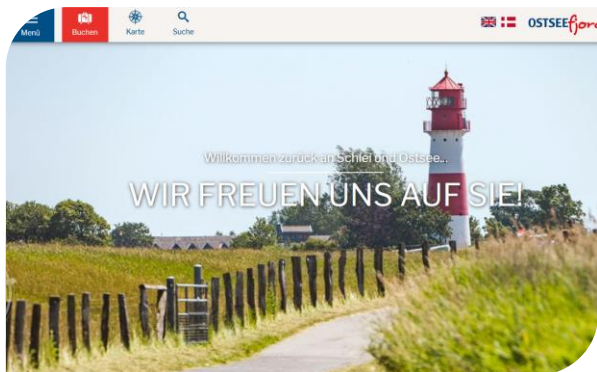 Menü
Buchen
Karte
Suche
OSTSEEfjord
Willkommen zurück an Schlei und Ostsee...
WIR FREUEN UNS AUF SIE!